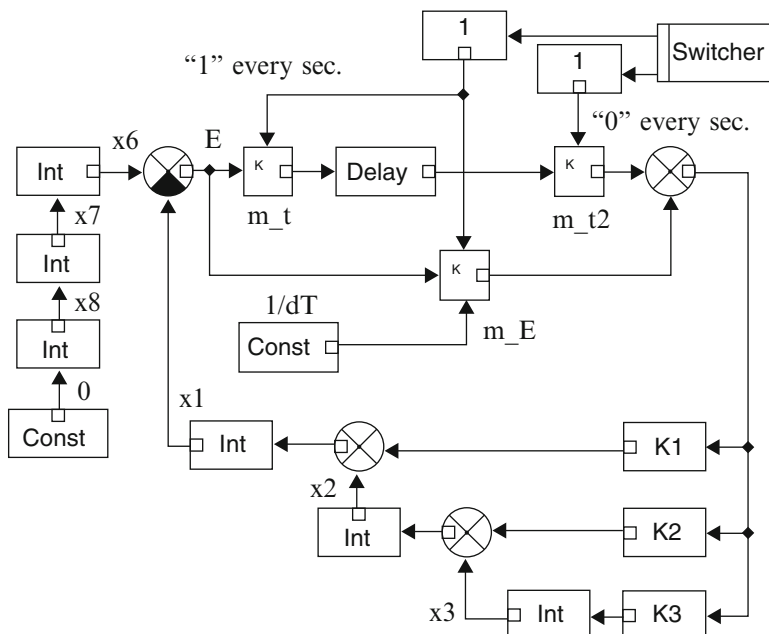 1
Switcher
1
“1” every sec.
“0” every sec.
x6
E
Int
K
Delay
K
m_t
m_t2
x7
Int
K
x8
1/dT
m_E
Int
Const
0
x1
Const
Int
K1
x2
Int
K2
x3
Int
K3